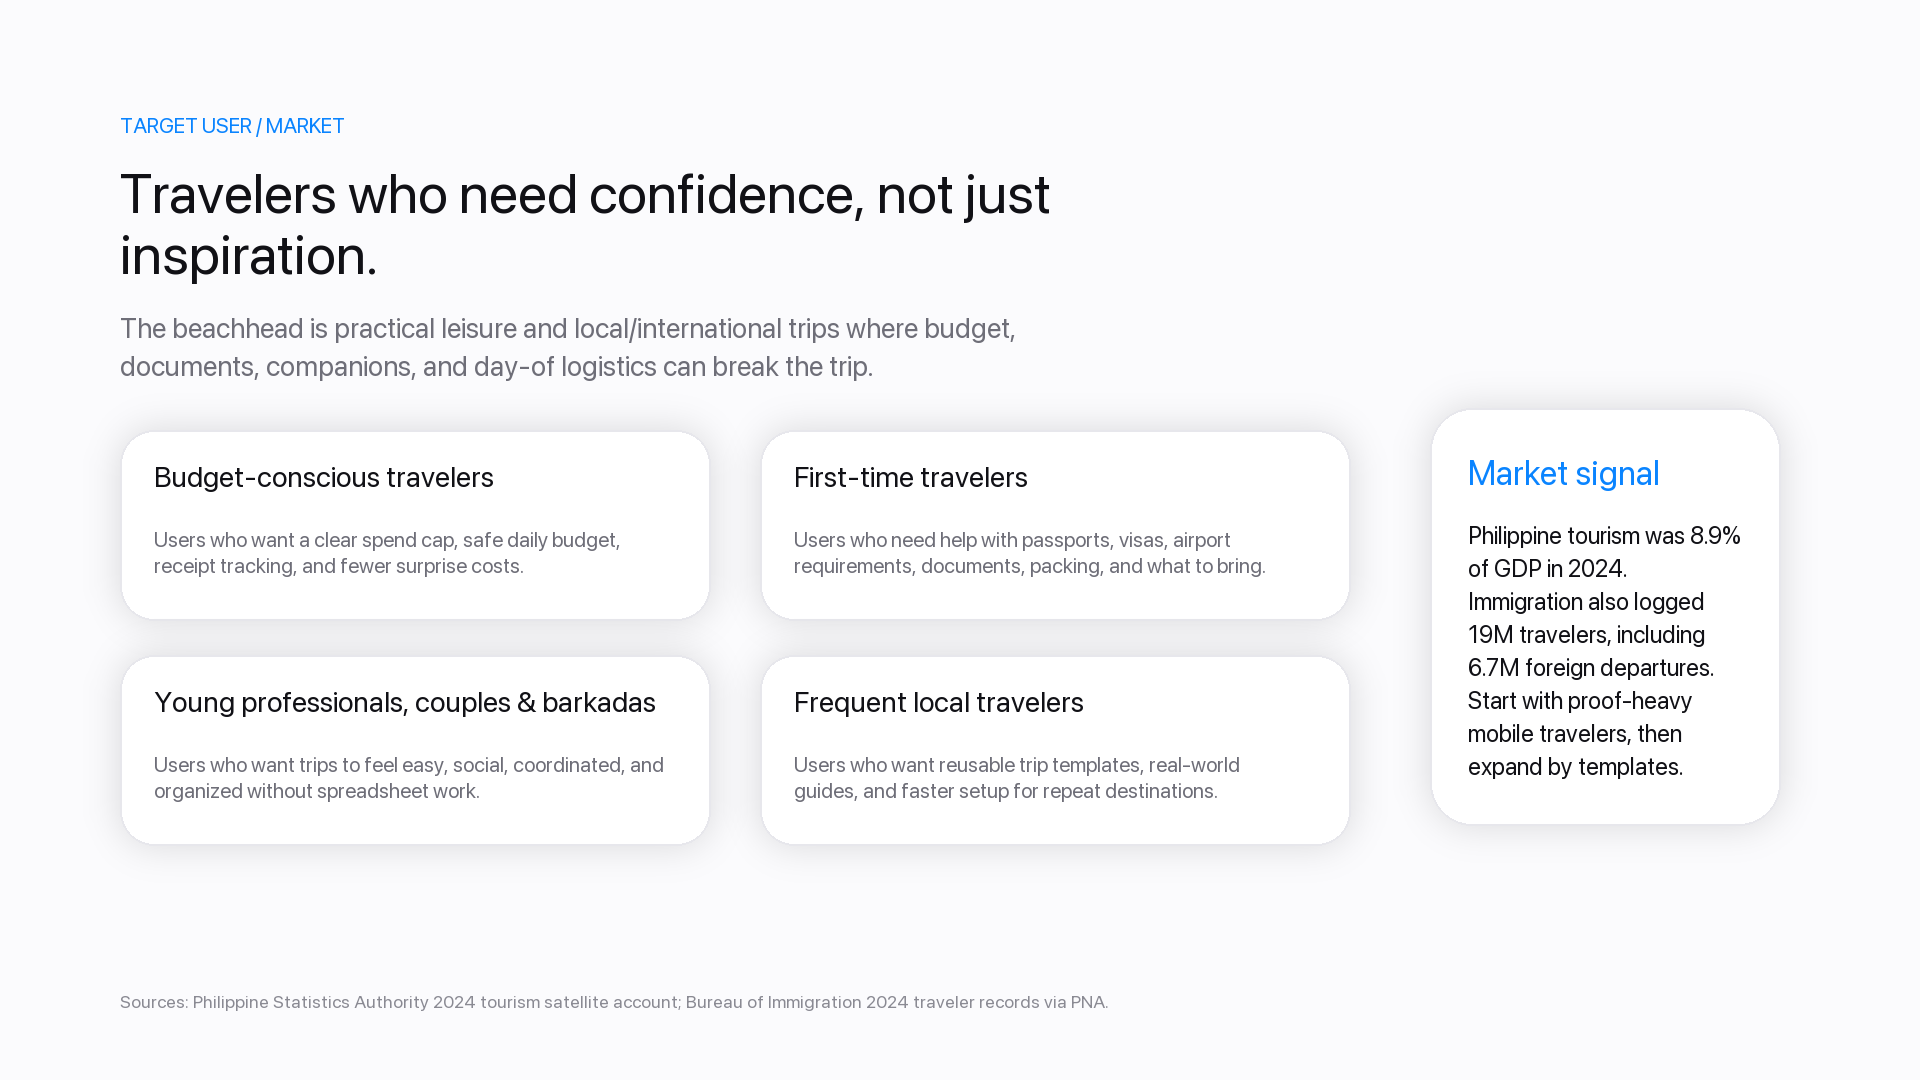 TARGET USER / MARKET
Travelers who need confidence, not just
inspiration.
The beachhead is practical leisure and local/international trips where budget,
documents, companions, and day-of logistics can break the trip.
Budget-conscious travelers
Users who want a clear spend cap, safe daily budget,
receipt tracking, and fewer surprise costs.
First-time travelers
Users who need help with passports, visas, airport
requirements, documents, packing, and what to bring.
Young professionals, couples & barkadas
Users who want trips to feel easy, social, coordinated, and
organized without spreadsheet work.
Frequent local travelers
Users who want reusable trip templates, real-world
guides, and faster setup for repeat destinations.
Market signal
Philippine tourism was 8.9%
of GDP in 2024.
Immigration also logged
19M travelers, including
6.7M foreign departures.
Start with proof-heavy
mobile travelers, then
expand by templates.
Sources: Philippine Statistics Authority 2024 tourism satellite account; Bureau of Immigration 2024 traveler records via PNA.